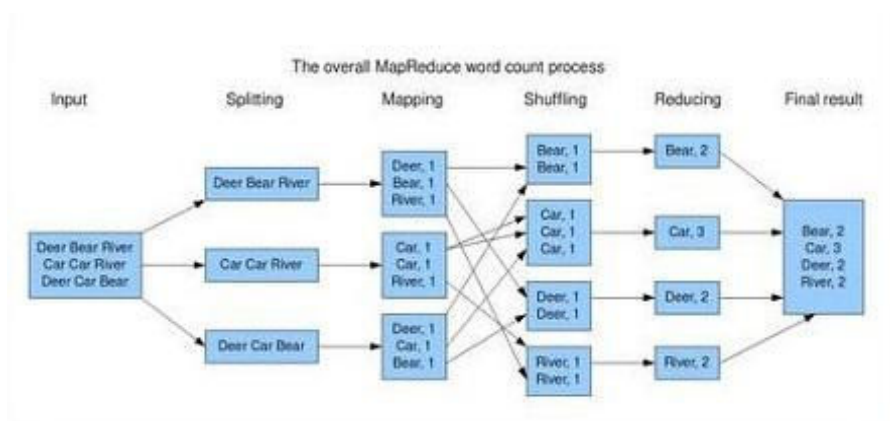 The overall MapReduce word count process
Input
Splitting
Mapping
Shuffling
Reducing
Final result
Deer Bear River
Car Car River
Deer Car Bear
Deer Bear River
Car Car River
Deer Car Bear
Deer, 1
Bear, 1
River, 1
Car, 1
Car, 1
River, 1
Deer, 1
Car, 1
Bear, 1
Bear, 1
Bear, 1
Car, 1
Car, 1
Car, 1
Deer, 1
Deer, 1
River, 1
River, 1
Bear, 2
Car, 3
Deer, 2
River, 2
Bear, 2
Car, 3
Deer, 2
River, 2